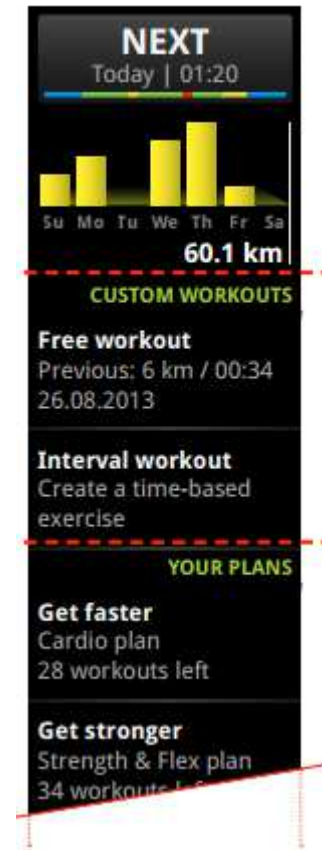 NEXT
Today | 01:20
Su Mo Tu We Th Fr Sa
60.1 km
CUSTOM WORKOUTS
Free workout
Previous: 6 km / 00:34
26.08.2013
Interval workout
Create a time-based
exercise
YOUR PLANS
Get faster
Cardio plan
28 workouts left
Get stronger
Strength & Flex plan
34 workouts